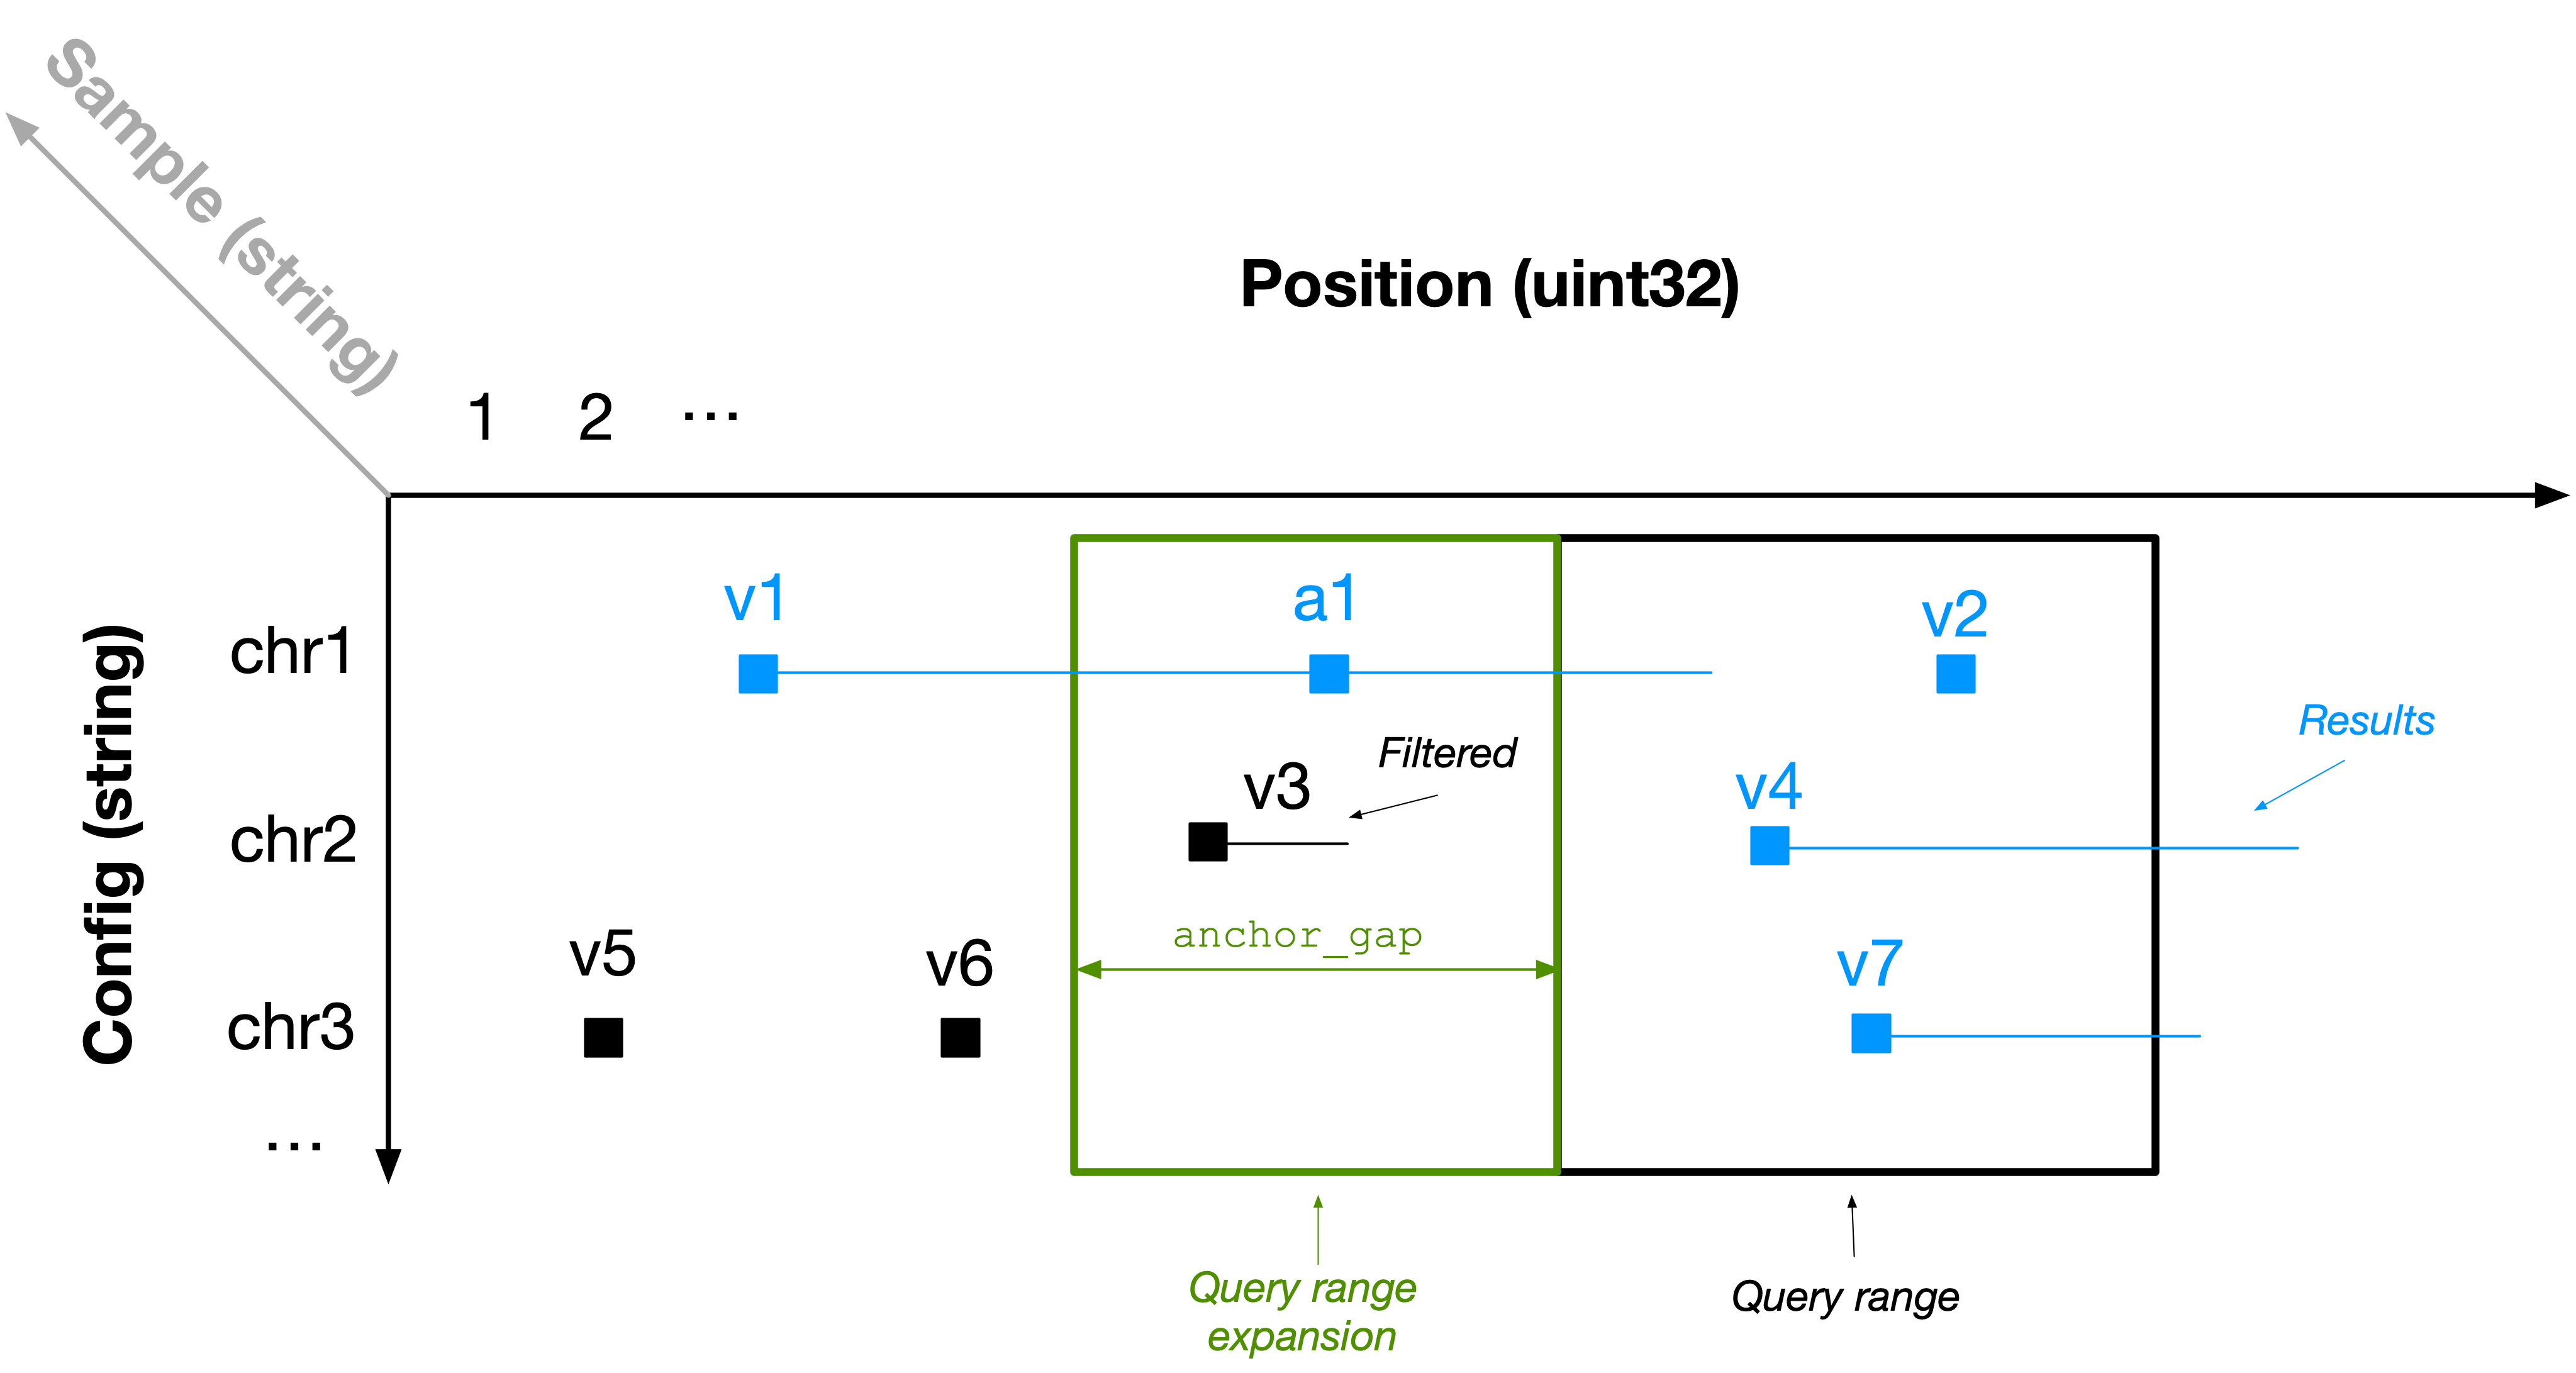 Sample (string)
Position (uint32)
1 2 ...
Config (string)
chr1
v1
a1
v2
Results
Filtered
chr2
v3
v4
anchor_gap
chr3
v5
v6
v7
...
Query range
expansion
Query range